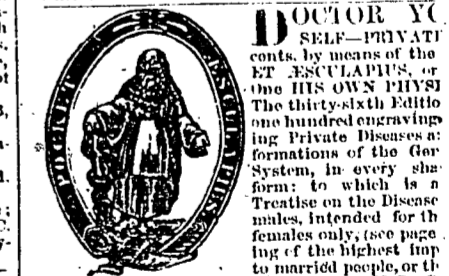 POCKET ÆSCULAPIUS
DOCTOR YO
SELF—PRIVATE
cents, by means of the
ET ÆSCULAPIUS, or
One HIS OWN PHYSI
The thirty-sixth Editio
one hundred engraving
ing Private Diseases a
formations of the Gen
System, in every sha
form: to which is a
Treatise on the Disease
males, intended for th
females only, (see page
ing of the highest imp
to married people, or th